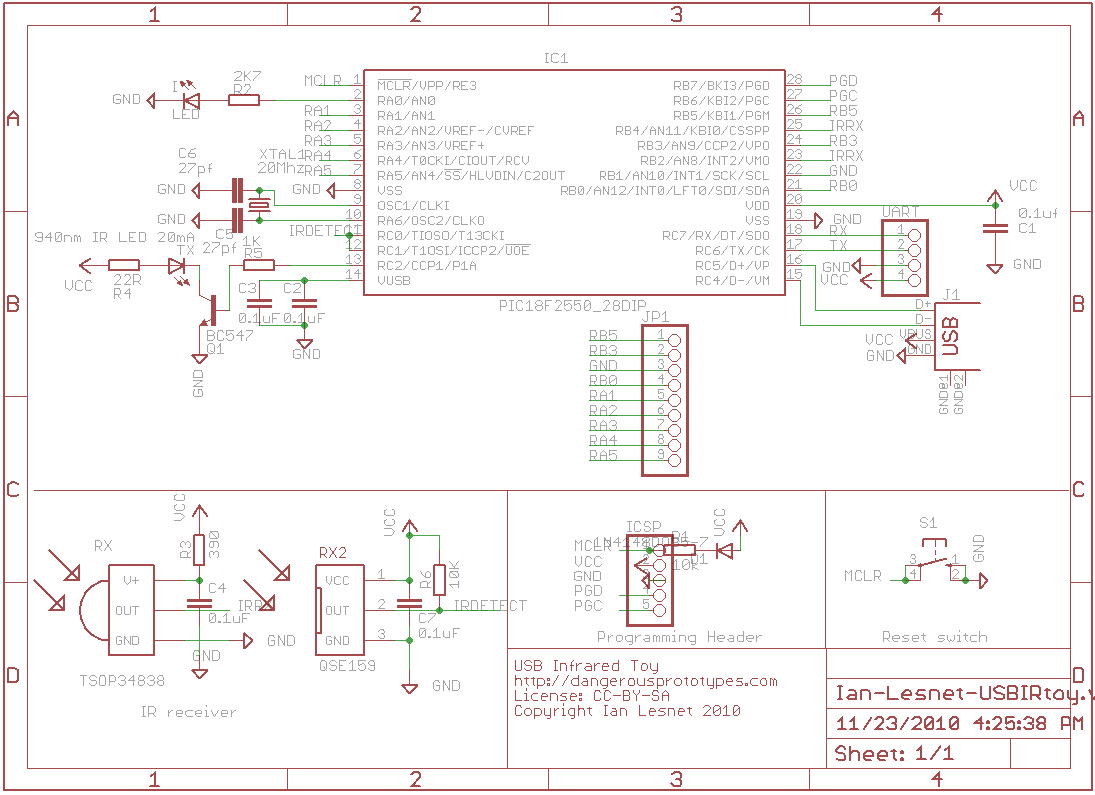 1 2 3 4
A
B
C
D
A
B
C
D
IC1
MCLR
RA1
RA2
RA3
RA4
RA5
IRDETECT
1
2
3
4
5
6
7
8
9
10
11
12
13
14
MCLR/VPP/RE3
RA0/AN0
RA1/AN1
RA2/AN2/VREF-/CVREF
RA3/AN3/VREF+
RA4/T0CKI/CIOUT/RCV
RA5/AN4/SS/HLVDIN/C2OUT
VSS
OSC1/CLKI
RA6/OSC2/CLKO
RC0/TIOSO/T13CKI
RC1/T1OSI/ICCP2/UOE
RC2/CCP1/P1A
VUSB
RB7/BKI3/PGD
RB6/KBI2/PGC
RB5/KBI1/PGM
RB4/AN11/KBI0/CSSPP
RB3/AN9/CCP2/VPO
RB2/AN8/INT2/VMO
RB1/AN10/INT1/SCK/SCL
RB0/AN12/INT0/LFT0/SDI/SDA
VDD
VSS
RC7/RX/DT/SDO
RC6/TX/CK
RC5/D+/VP
RC4/D-/VM
28
27
26
25
24
23
22
21
20
19
18
17
16
15
PGD
PGC
RB5
IRRX
RB3
IRRX
GND
RB0
GND
RX
TX
PIC18F2550_28DIP
GND
LED
2K7
R2
C6
27pf
XTAL1
20Mhz
GND
GND
GND
C5
27pf
940nm IR LED 20mA
TX
1K
R5
VCC
22R
R4
C3
0.1uF
C2
0.1uF
BC547
Q1
GND
GND
VCC
0.1uf
C1
GND
UART
1
2
3
4
GND
VCC
J1
D+
D-
VBUS
GND
USB
VCC
GND
GND@1
GND@2
JP1
RB5
RB3
GND
RB0
RA1
RA2
RA3
RA4
RA5
1
2
3
4
5
6
7
8
9
RX
V+
OUT
GND
TSOP34838
IR receiver
VCC
R3
390
C4
0.1uF
GND
GND
RX2
VCC
OUT
GND
QSE159
1
2
3
VCC
R6
10K
C7
0.1uF
IRDETECT
GND
ICSP
MCLR
VCC
GND
PGD
PGC
5
R1
10k
VCC
Programming Header
S1
MCLR
3
4
1
2
GND
Reset switch
USB Infrared Toy
http://dangerousprototypes.com
License: CC-BY-SA
Copyright Ian Lesnet 2010
Ian-Lesnet-USBIRtoy.v
11/23/2010 4:25:38 PM
Sheet: 1/1
1 2 3 4